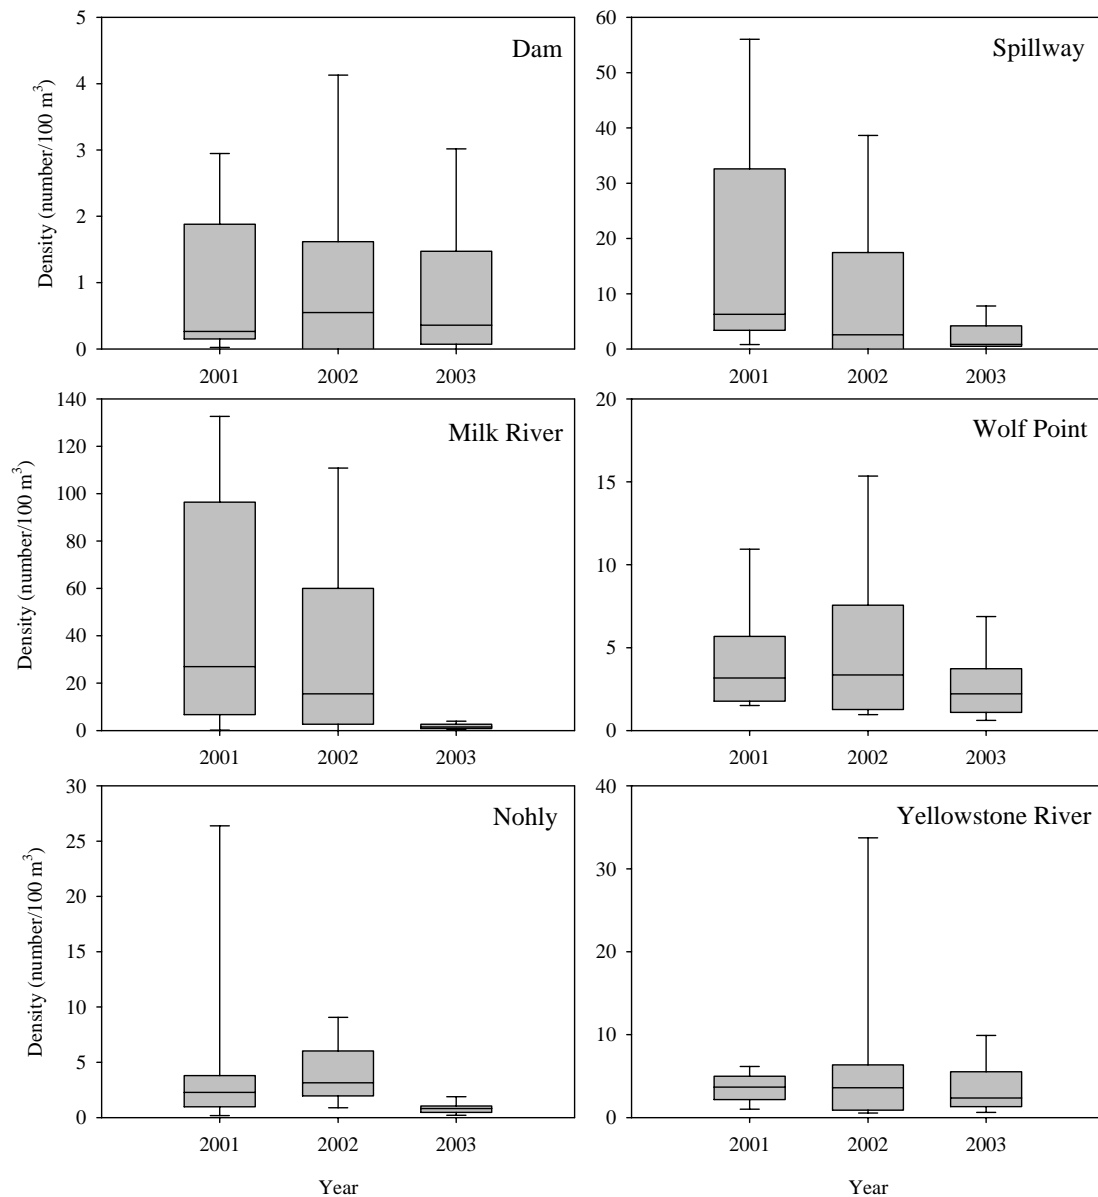 Dam
Density (number/100 m³)
5
4
3
2
1
0
2001 2002 2003
Spillway
60
50
40
30
20
10
0
2001 2002 2003
Milk River
Density (number/100 m³)
140
120
100
80
60
40
20
0
2001 2002 2003
Wolf Point
20
15
10
5
0
2001 2002 2003
Nohly
Density (number/100 m³)
30
25
20
15
10
5
0
2001 2002 2003
Year
Yellowstone River
40
30
20
10
0
2001 2002 2003
Year